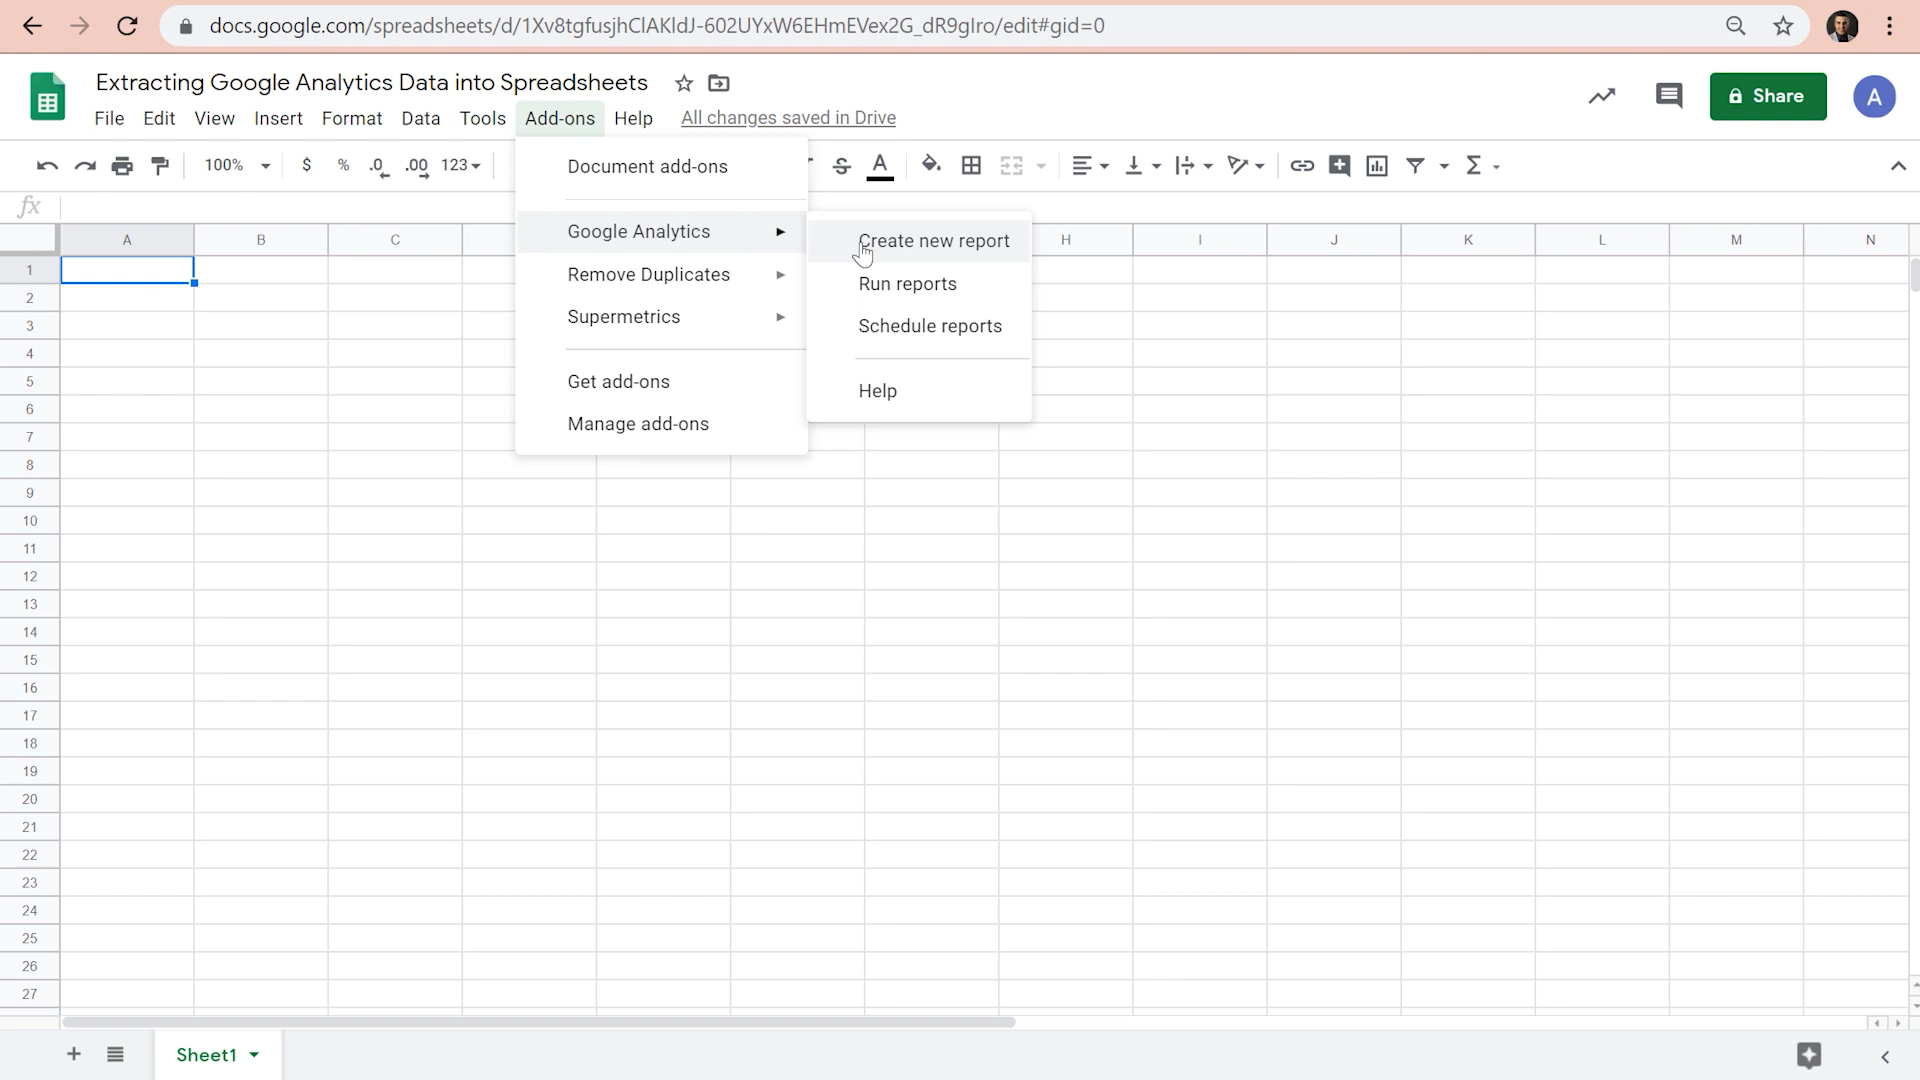 docs.google.com/spreadsheets/d/1Xv8tgfusjhClAKldJ-602UYxW6EHmEVex2G_dR9gIro/edit#gid=0
Extracting Google Analytics Data into Spreadsheets
File Edit View Insert Format Data Tools Add-ons Help All changes saved in Drive
Share
A
100% $ % .0 .00 123 A
fx
Document add-ons
Google Analytics
Remove Duplicates
Supermetrics
Get add-ons
Manage add-ons
Create new report
Run reports
Schedule reports
Help
A B C H I J K L M N
1
2
3
4
5
6
7
8
9
10
11
12
13
14
15
16
17
18
19
20
21
22
23
24
25
26
27
Sheet1